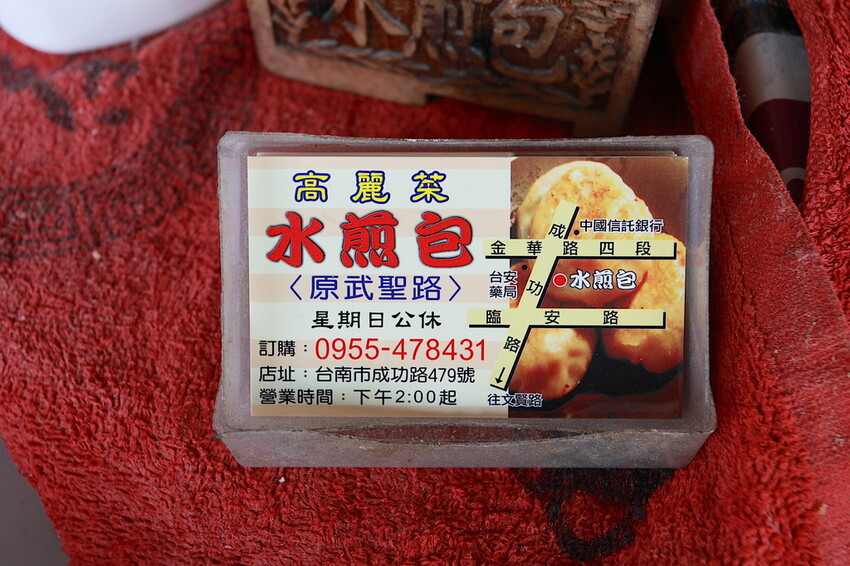 水煎包
高麗菜
水煎包
〈原武聖路〉
星期日公休
訂購：0955-478431
店址：台南市成功路479號
營業時間：下午2:00起
中國信託銀行
金華路四段
成功路
台安
藥局
水煎包
臨安路
往文賢路